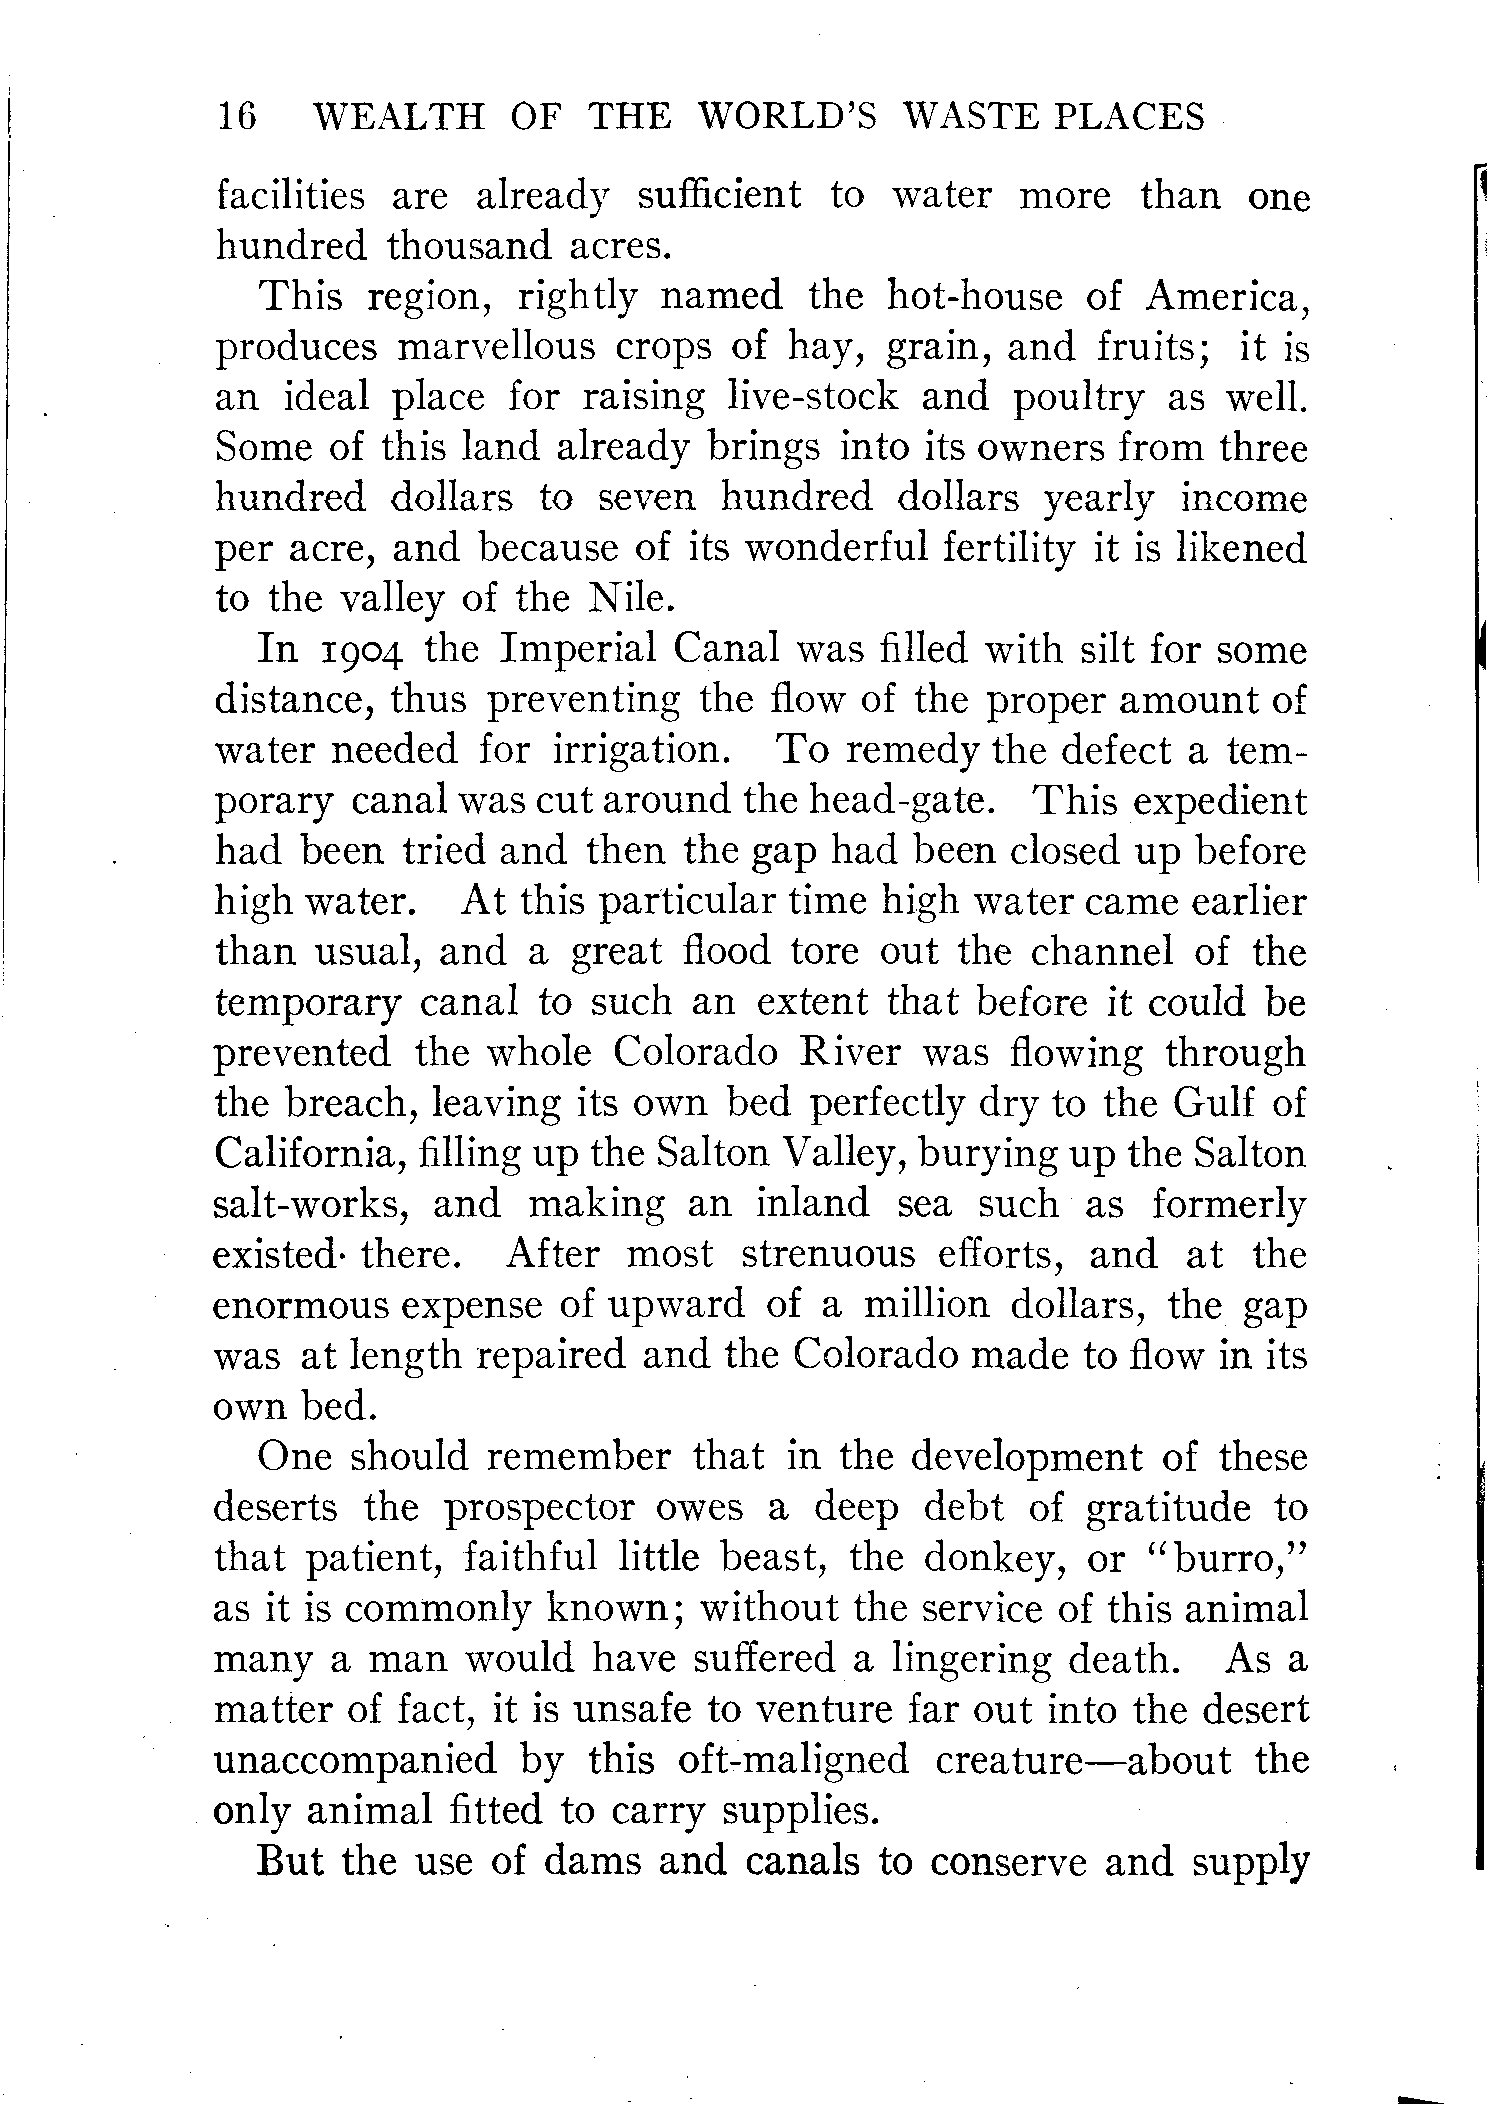 16 WEALTH OF THE WORLD'S WASTE PLACES
facilities are already sufficient to water more than one
hundred thousand acres.
This region, rightly named the hot-house of America,
produces marvellous crops of hay, grain, and fruits; it is
an ideal place for raising live-stock and poultry as well.
Some of this land already brings into its owners from three
hundred dollars to seven hundred dollars yearly income
per acre, and because of its wonderful fertility it is likened
to the valley of the Nile.
In 1904 the Imperial Canal was filled with silt for some
distance, thus preventing the flow of the proper amount of
water needed for irrigation. To remedy the defect a tem-
porary canal was cut around the head-gate. This expedient
had been tried and then the gap had been closed up before
high water. At this particular time high water came earlier
than usual, and a great flood tore out the channel of the
temporary canal to such an extent that before it could be
prevented the whole Colorado River was flowing through
the breach, leaving its own bed perfectly dry to the Gulf of
California, filling up the Salton Valley, burying up the Salton
salt-works, and making an inland sea such as formerly
existed there. After most strenuous efforts, and at the
enormous expense of upward of a million dollars, the gap
was at length repaired and the Colorado made to flow in its
own bed.
One should remember that in the development of these
deserts the prospector owes a deep debt of gratitude to
that patient, faithful little beast, the donkey, or "burro,"
as it is commonly known; without the service of this animal
many a man would have suffered a lingering death. As a
matter of fact, it is unsafe to venture far out into the desert
unaccompanied by this oft-maligned creature—about the
only animal fitted to carry supplies.
But the use of dams and canals to conserve and supply